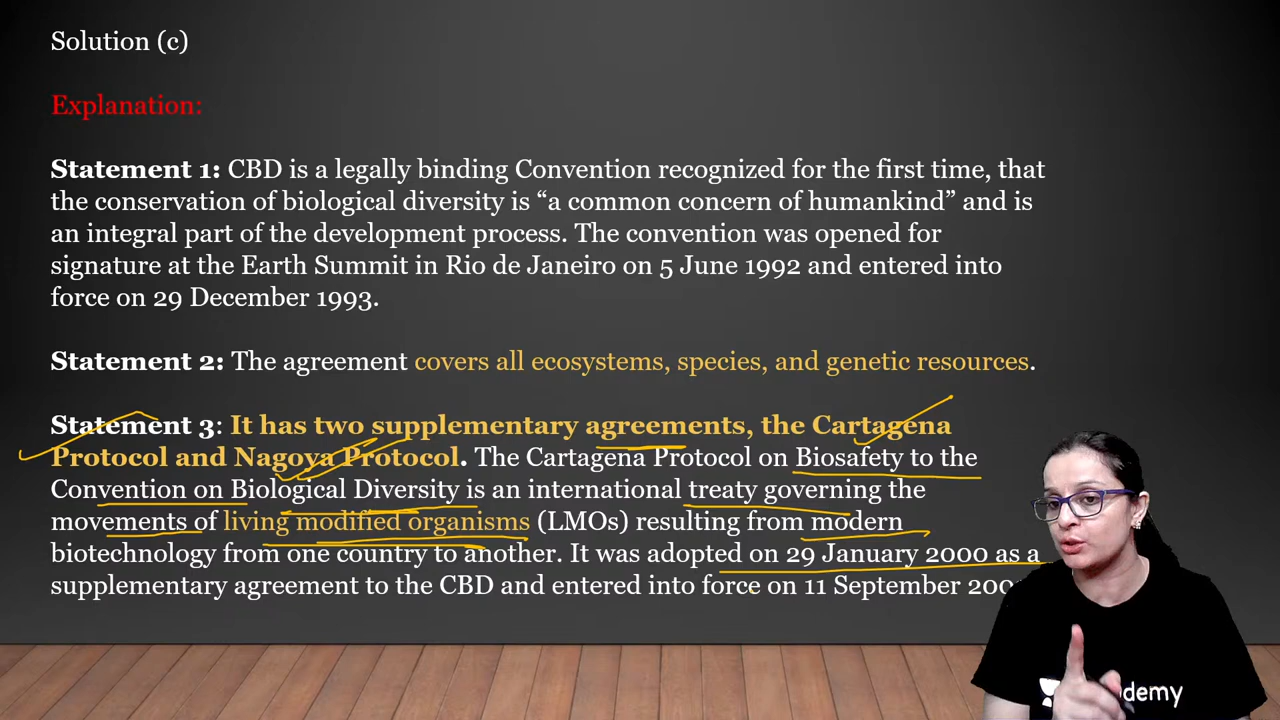 Solution (c)
Explanation:
Statement 1: CBD is a legally binding Convention recognized for the first time, that
the conservation of biological diversity is “a common concern of humankind” and is
an integral part of the development process. The convention was opened for
signature at the Earth Summit in Rio de Janeiro on 5 June 1992 and entered into
force on 29 December 1993.
Statement 2: The agreement covers all ecosystems, species, and genetic resources.
Statement 3: It has two supplementary agreements, the Cartagena
Protocol and Nagoya Protocol. The Cartagena Protocol on Biosafety to the
Convention on Biological Diversity is an international treaty governing the
movements of living modified organisms (LMOs) resulting from modern
biotechnology from one country to another. It was adopted on 29 January 2000 as a
supplementary agreement to the CBD and entered into force on 11 September